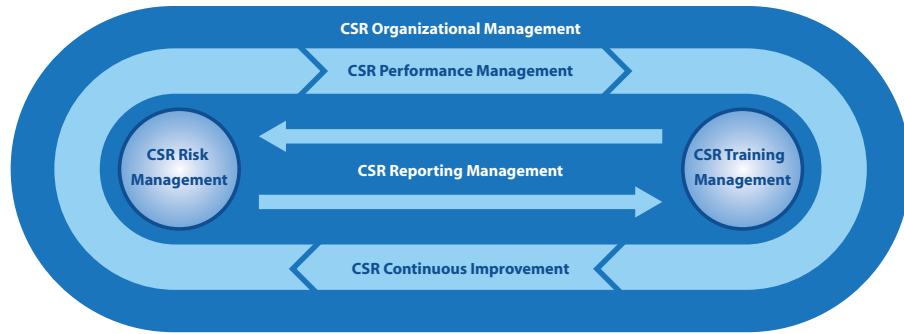 CSR Organizational Management
CSR Performance Management
CSR Risk
Management
CSR Reporting Management
CSR Training
Management
CSR Continuous Improvement